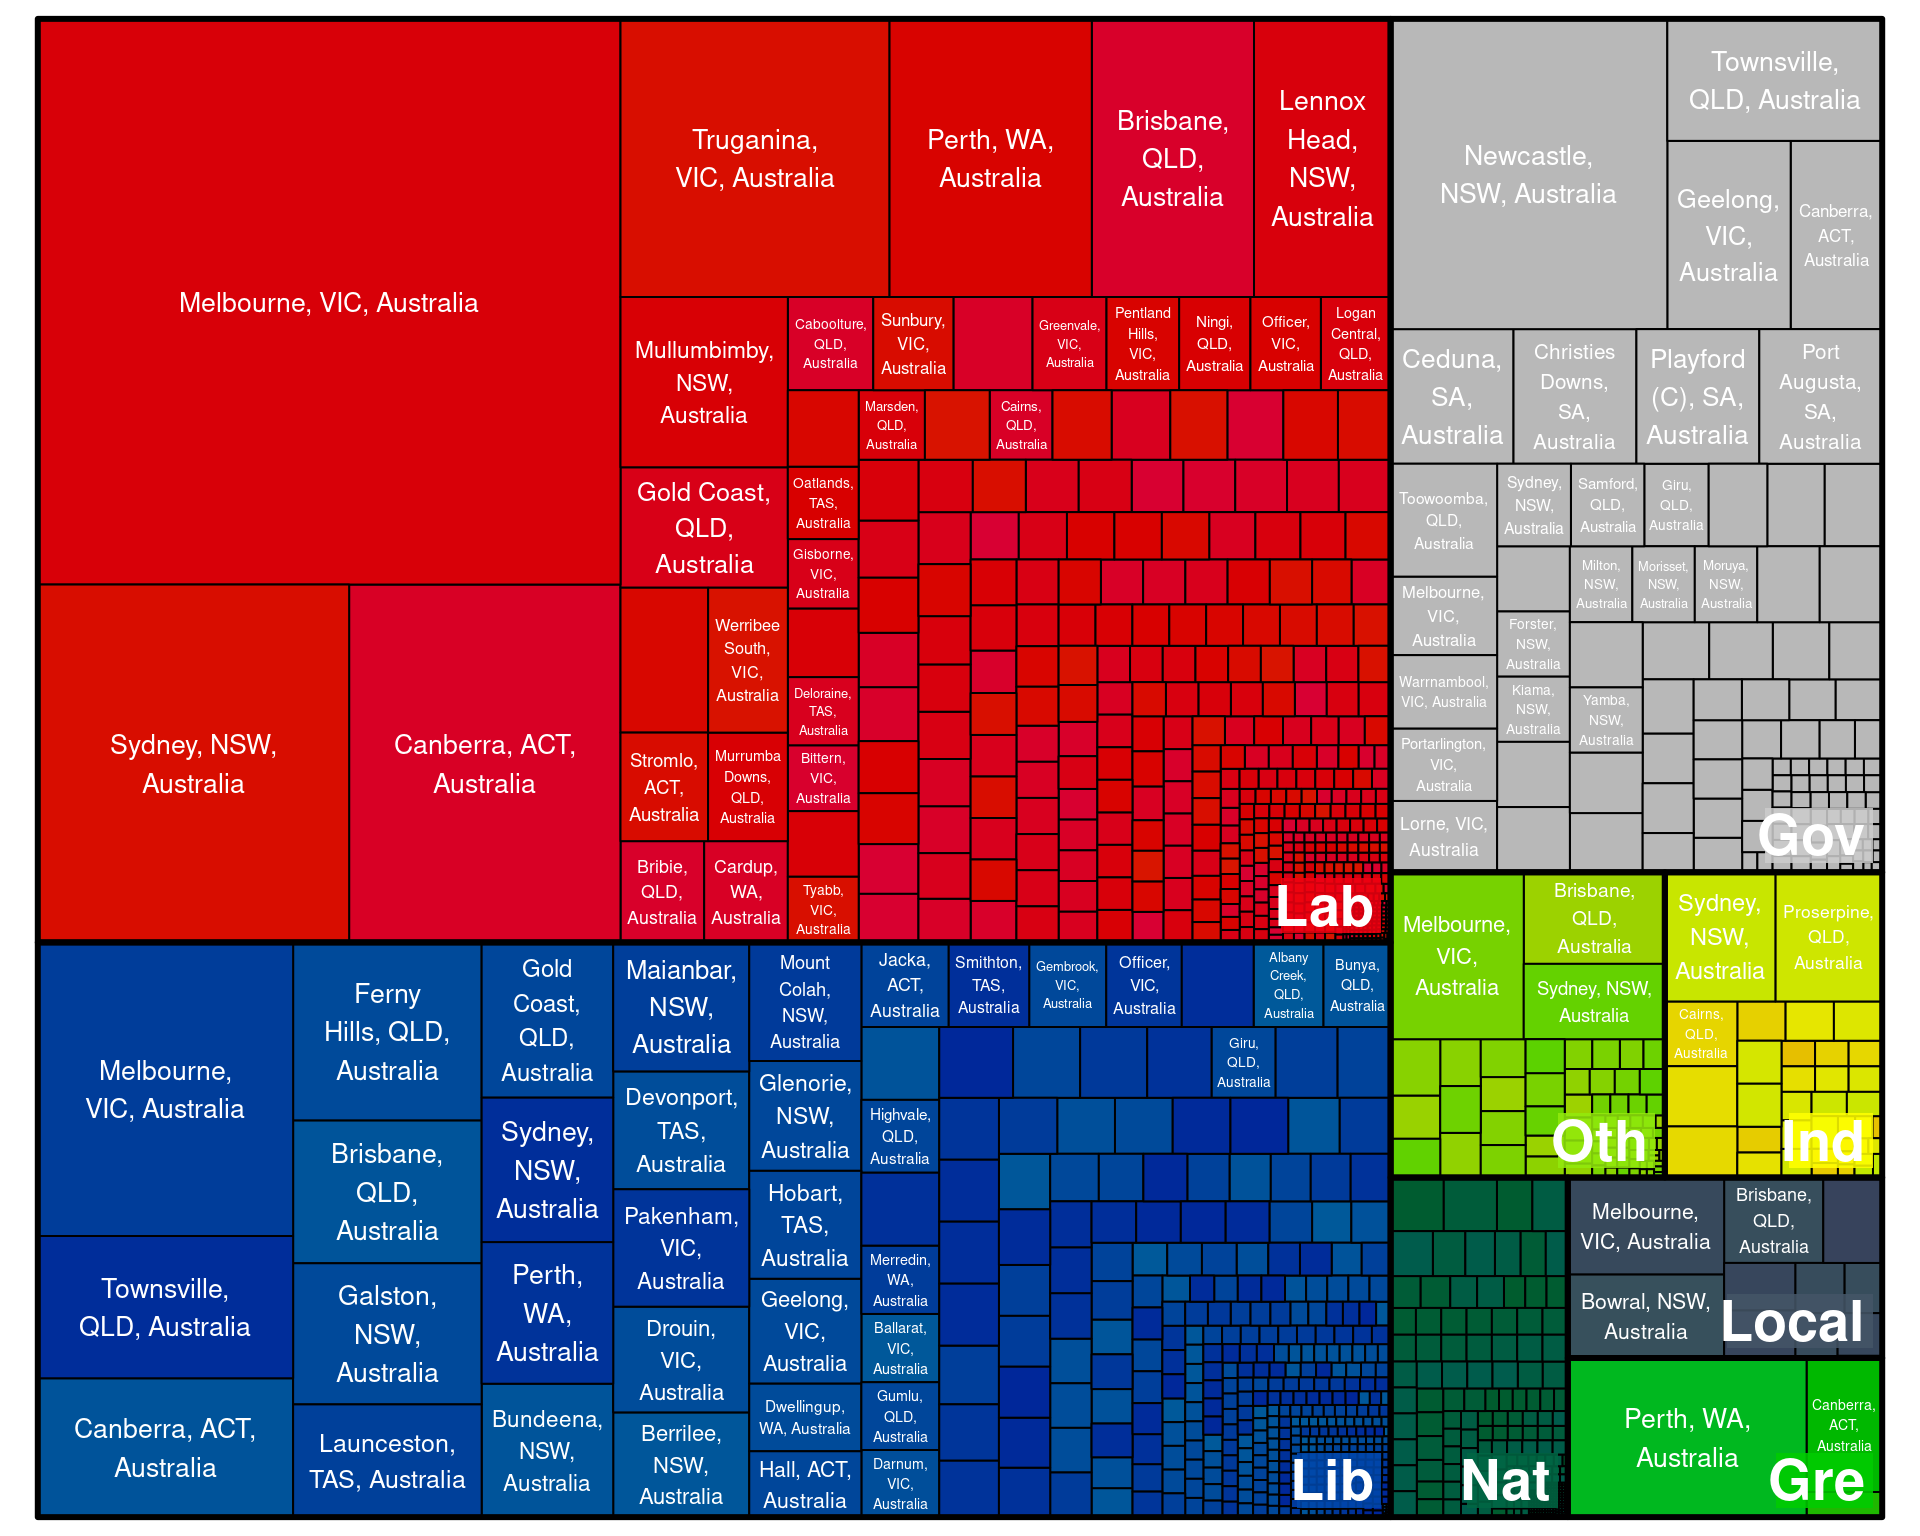 Melbourne, VIC, Australia
Sydney, NSW,
Australia
Canberra, ACT,
Australia
Truganina,
VIC, Australia
Perth, WA,
Australia
Brisbane,
QLD,
Australia
Lennox
Head,
NSW,
Australia
Mullumbimby,
NSW,
Australia
Gold Coast,
QLD,
Australia
Werribee
South,
VIC,
Australia
Stromlo,
ACT,
Australia
Murrumba
Downs,
QLD,
Australia
Bribie,
QLD,
Australia
Cardup,
WA,
Australia
Caboolture,
QLD,
Australia
Sunbury,
VIC,
Australia
Greenvale,
VIC,
Australia
Pentland
Hills,
VIC,
Australia
Ningi,
QLD,
Australia
Officer,
VIC,
Australia
Logan
Central,
QLD,
Australia
Marsden,
QLD,
Australia
Cairns,
QLD,
Australia
Oatlands,
TAS,
Australia
Gisborne,
VIC,
Australia
Deloraine,
TAS,
Australia
Bittern,
VIC,
Australia
Tyabb,
VIC,
Australia
Lab
Newcastle,
NSW, Australia
Townsville,
QLD, Australia
Geelong,
VIC,
Australia
Canberra,
ACT,
Australia
Ceduna,
SA,
Australia
Christies
Downs,
SA,
Australia
Playford
(C), SA,
Australia
Port
Augusta,
SA,
Australia
Toowoomba,
QLD,
Australia
Sydney,
NSW,
Australia
Samford,
QLD,
Australia
Giru,
QLD,
Australia
Melbourne,
VIC,
Australia
Milton,
NSW,
Australia
Morisset,
NSW,
Australia
Moruya,
NSW,
Australia
Forster,
NSW,
Australia
Warrnambool,
VIC, Australia
Kiama,
NSW,
Australia
Yamba,
NSW,
Australia
Portarlington,
VIC,
Australia
Lorne, VIC,
Australia
Gov
Melbourne,
VIC,
Australia
Brisbane,
QLD,
Australia
Sydney, NSW,
Australia
Oth
Sydney,
NSW,
Australia
Proserpine,
QLD,
Australia
Cairns,
QLD,
Australia
Ind
Melbourne,
VIC, Australia
Townsville,
QLD, Australia
Canberra, ACT,
Australia
Ferny
Hills, QLD,
Australia
Brisbane,
QLD,
Australia
Galston,
NSW,
Australia
Launceston,
TAS, Australia
Gold
Coast,
QLD,
Australia
Sydney,
NSW,
Australia
Perth,
WA,
Australia
Bundeena,
NSW,
Australia
Maianbar,
NSW,
Australia
Devonport,
TAS,
Australia
Pakenham,
VIC,
Australia
Drouin,
VIC,
Australia
Berrilee,
NSW,
Australia
Mount
Colah,
NSW,
Australia
Glenorie,
NSW,
Australia
Hobart,
TAS,
Australia
Geelong,
VIC,
Australia
Dwellingup,
WA, Australia
Hall, ACT,
Australia
Jacka,
ACT,
Australia
Smithton,
TAS,
Australia
Gembrook,
VIC,
Australia
Officer,
VIC,
Australia
Albany
Creek,
QLD,
Australia
Bunya,
QLD,
Australia
Giru,
QLD,
Australia
Highvale,
QLD,
Australia
Merredin,
WA,
Australia
Ballarat,
VIC,
Australia
Gumlu,
QLD,
Australia
Darnum,
VIC,
Australia
Lib
Nat
Melbourne,
VIC, Australia
Brisbane,
QLD,
Australia
Bowral, NSW,
Australia
Local
Perth, WA,
Australia
Canberra,
ACT,
Australia
Gre